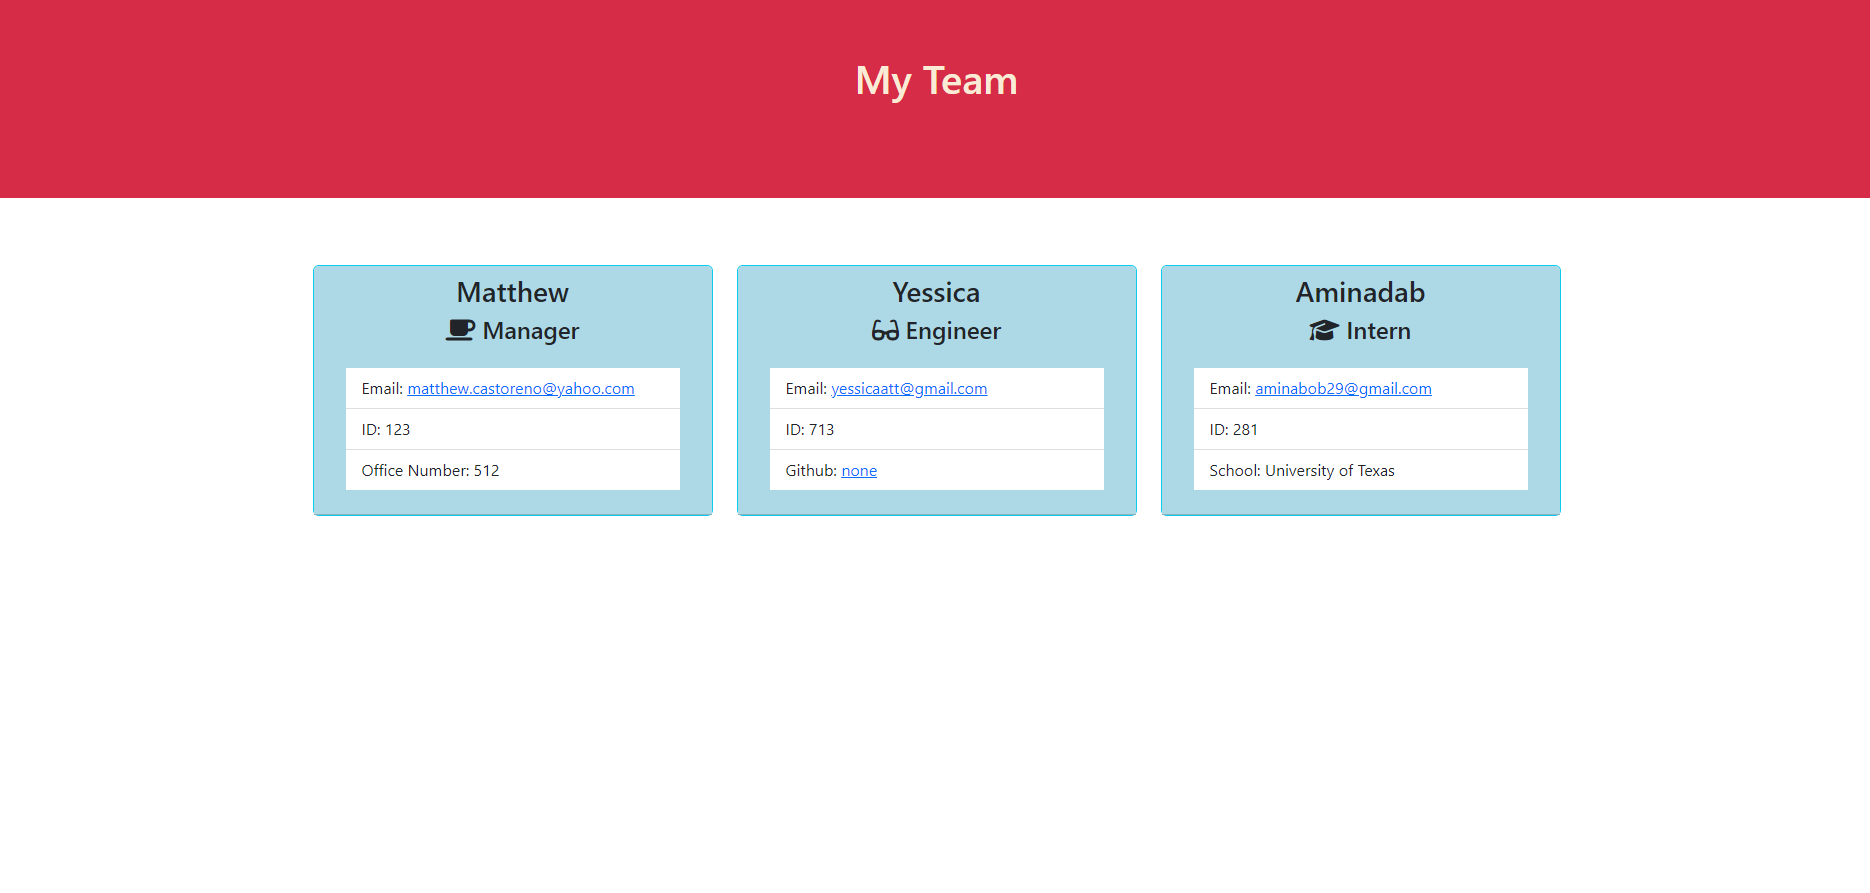 My Team
Matthew
Manager
Email: matthew.castoreno@yahoo.com
ID: 123
Office Number: 512
Yessica
Engineer
Email: yessicaatt@gmail.com
ID: 713
Github: none
Aminadab
Intern
Email: aminabob29@gmail.com
ID: 281
School: University of Texas